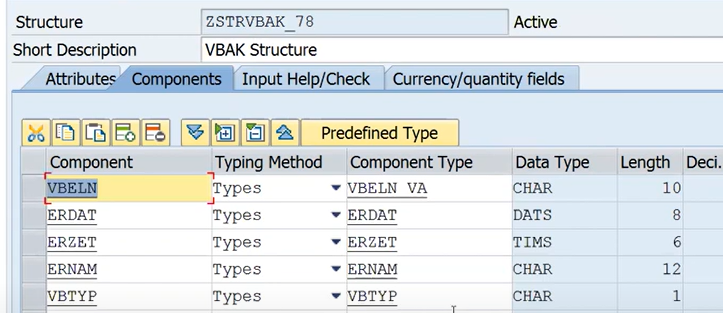 Structure ZSTRVBAK_78 Active
Short Description VBAK Structure
Attributes Components Input Help/Check Currency/quantity fields
Predefined Type
Component Typing Method Component Type Data Type Length Deci.
VBELN Types VBELN_VA CHAR 10
ERDAT Types ERDAT DATS 8
ERZET Types ERZET TIMS 6
ERNAM Types ERNAM CHAR 12
VBTYP Types VBTYP CHAR 1